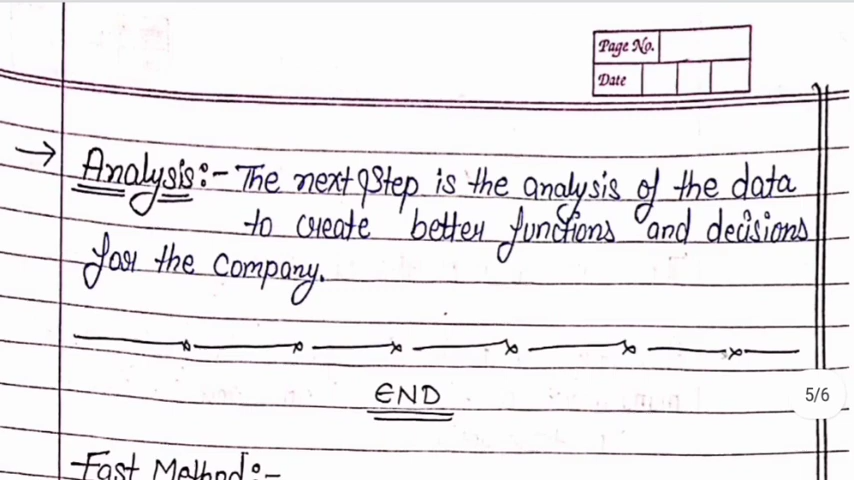 Page No.
Date
→ Analysis:- The next step is the analysis of the data
to create better functions and decisions
for the company.
END
5/6
Fast Method:-